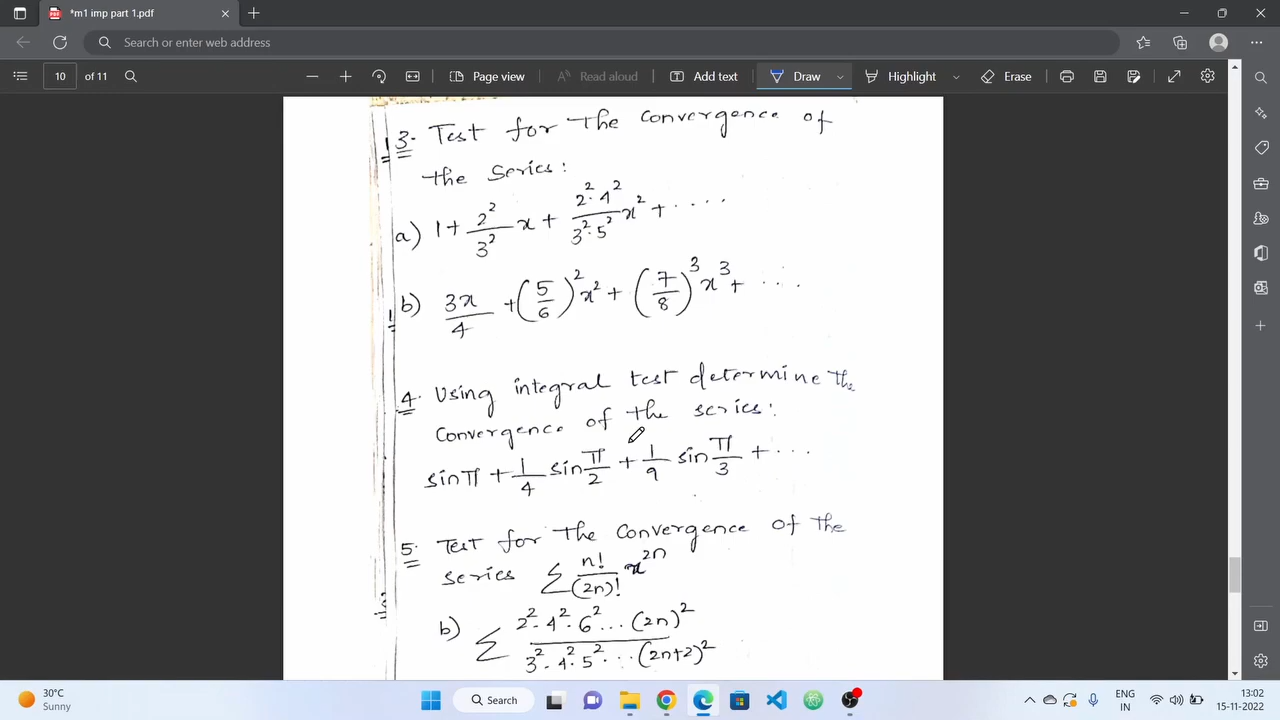 *m1 imp part 1.pdf
Search or enter web address
10 of 11
Page view
Read aloud
Add text
Draw
Highlight
Erase
3. Test for the convergence of
the series:
a) 1 + 2²/3² x + 2²·4²/3²·5² x² + ····
b) 3x/4 + (5/6)² x² + (7/8)³ x³ + ····
4. Using integral test determine the
convergence of the series:
sinπ + 1/4 sin π/2 + 1/9 sin π/3 + ···
5. Test for the convergence of the
series Σ n!/(2n)! x²ⁿ
b) Σ 2²·4²·6²...(2n)²/3²·4²·5²...(2n+2)²
30°C
Sunny
Search
ENG
IN
13:02
15-11-2022